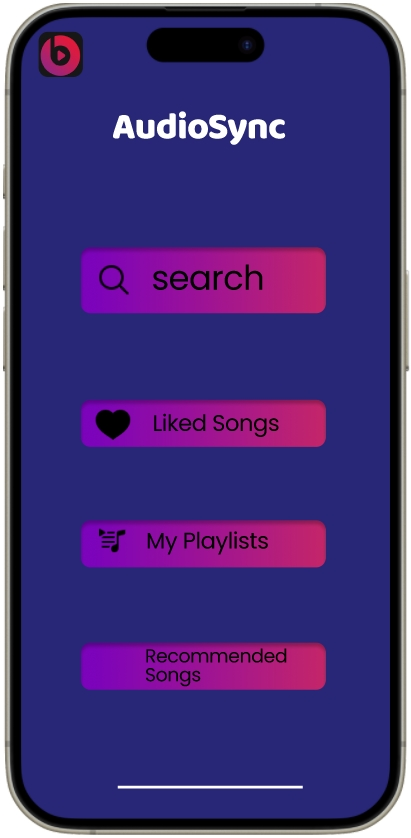 AudioSync
search
Liked Songs
My Playlists
Recommended
Songs